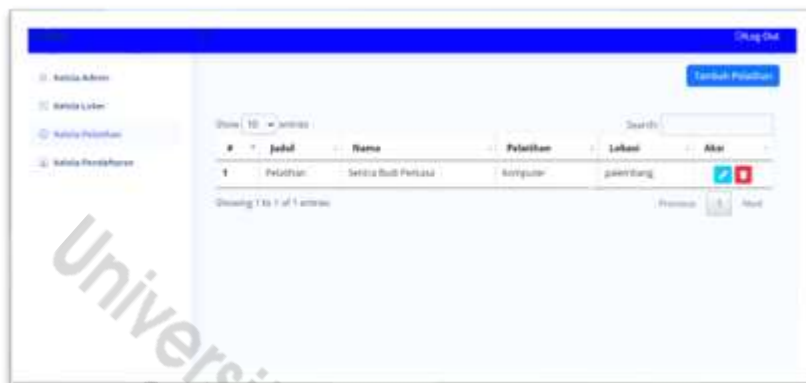 Log Out
Kelola Admin
Kelola Loker
Kelola Pelatihan
Kelola Pendaftaran
Tambah Pelatihan
Show 10 entries
Search:
# Judul Nama Pelatihan Lokasi Aksi
1 Pelatihan Sentra Budi Perkasa Komputer palembang
Showing 1 to 1 of 1 entries
Previous 1 Next
Universi